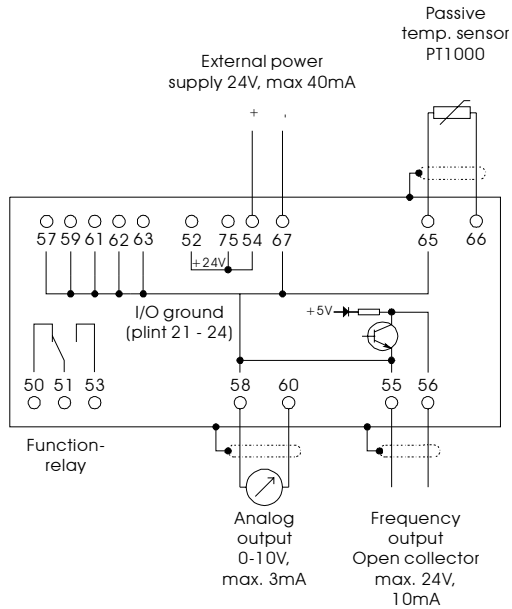 Passive
temp. sensor
PT1000
External power
supply 24V, max 40mA
+ -
57 59 61 62 63 52 75 54 67 65 66
+24V
I/O ground
(plint 21 - 24)
+5V
50 51 53 58 60 55 56
Function-
relay
Analog
output
0-10V,
max. 3mA
Frequency
output
Open collector
max. 24V,
10mA